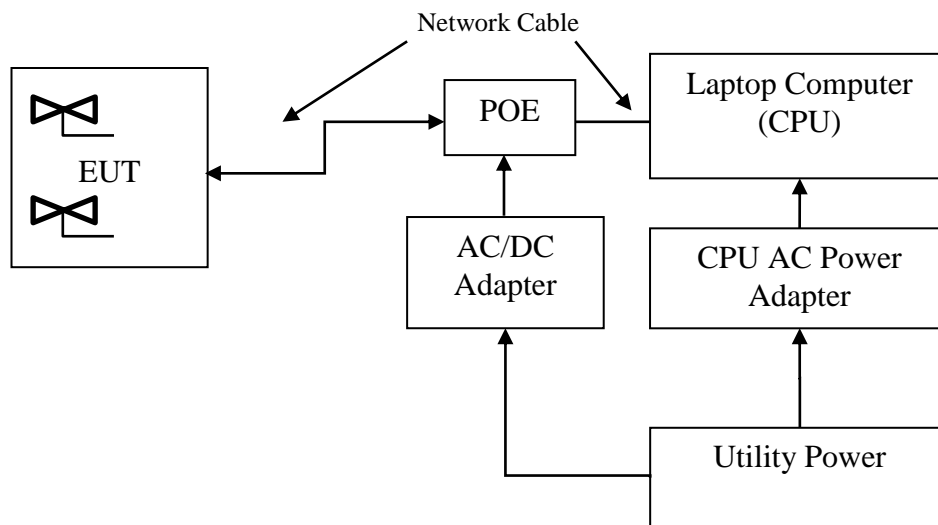 Network Cable
Laptop Computer
(CPU)
POE
EUT
AC/DC
Adapter
CPU AC Power
Adapter
Utility Power